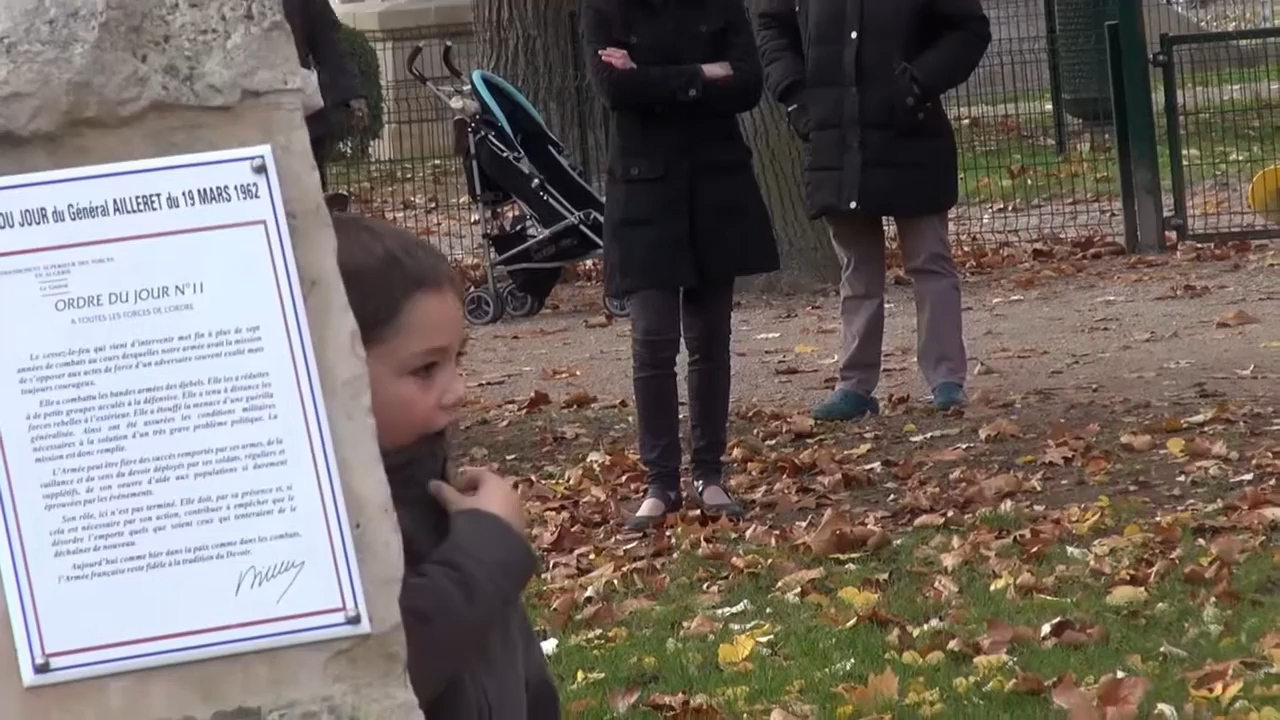 DU JOUR du Général AILLERET du 19 MARS 1962
COMMANDEMENT SUPERIEUR DES FORCES
EN ALGERIE
Le Général
ORDRE DU JOUR N°11
A TOUTES LES FORCES DE L'ORDRE
Le cessez-le-feu qui vient d'intervenir met fin à plus de sept
années de combats au cours desquelles notre armée avait la mission
de s'opposer aux actes de force d'un adversaire souvent exalté mais
toujours courageux.
Elle a combattu les bandes armées des djebels. Elle les a réduites
à de petits groupes acculés à la défensive. Elle a tenu à distance les
forces rebelles à l'extérieur. Elle a étouffé la menace d'une guérilla
généralisée. Ainsi ont été assurées les conditions militaires
nécessaires à la solution d'un très grave problème politique. La
mission est donc remplie.
L'Armée peut être fière des succès remportés par ses armes, de la
vaillance et du sens du devoir déployés par ses soldats, réguliers et
supplétifs, de son oeuvre d'aide aux populations si durement
éprouvées par les événements.
Son rôle, ici n'est pas terminé. Elle doit, par sa présence et, si
cela est nécessaire par son action, contribuer à empêcher que le
désordre l'emporte quels que soient ceux qui tenteraient de le
déchaîner de nouveau.
Aujourd'hui comme hier dans la paix comme dans les combats,
l'Armée française reste fidèle à la tradition du Devoir.